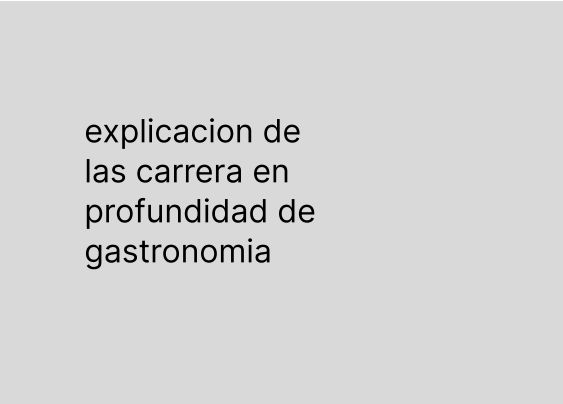 explicacion de
las carrera en
profundidad de
gastronomia